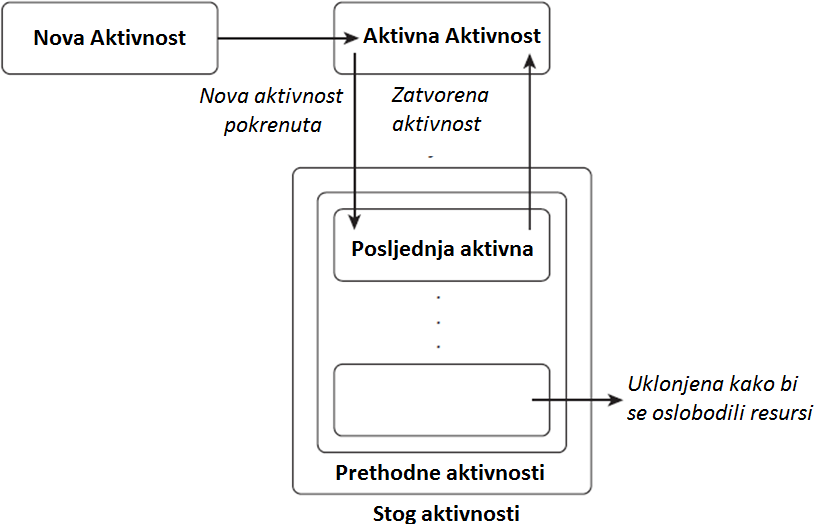 Nova Aktivnost
Aktivna Aktivnost
Nova aktivnost
pokrenuta
Zatvorena
aktivnost
Posljednja aktivna
Uklonjena kako bi
se oslobodili resursi
Prethodne aktivnosti
Stog aktivnosti